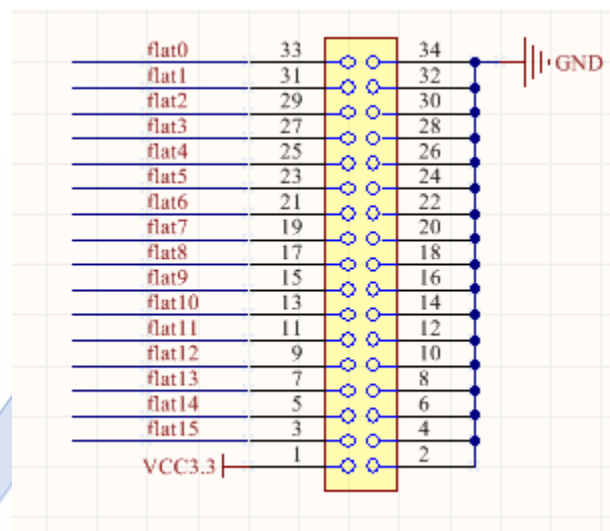 flat0 33 34 GND
flat1 31 32
flat2 29 30
flat3 27 28
flat4 25 26
flat5 23 24
flat6 21 22
flat7 19 20
flat8 17 18
flat9 15 16
flat10 13 14
flat11 11 12
flat12 9 10
flat13 7 8
flat14 5 6
flat15 3 4
VCC3.3 1 2